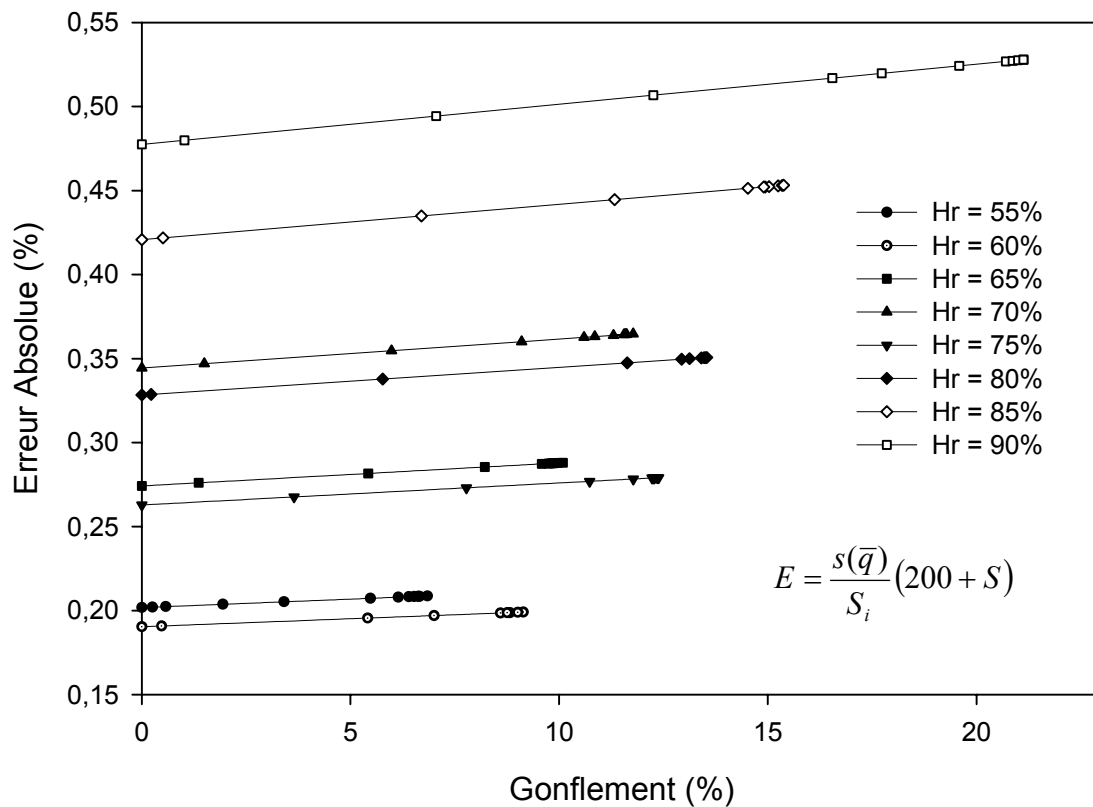 0,55
0,50
0,45
0,40
0,35
0,30
0,25
0,20
0,15
Erreur Absolue (%)
Hr = 55%
Hr = 60%
Hr = 65%
Hr = 70%
Hr = 75%
Hr = 80%
Hr = 85%
Hr = 90%
E = s(q̅)/S_i (200 + S)
0 5 10 15 20
Gonflement (%)